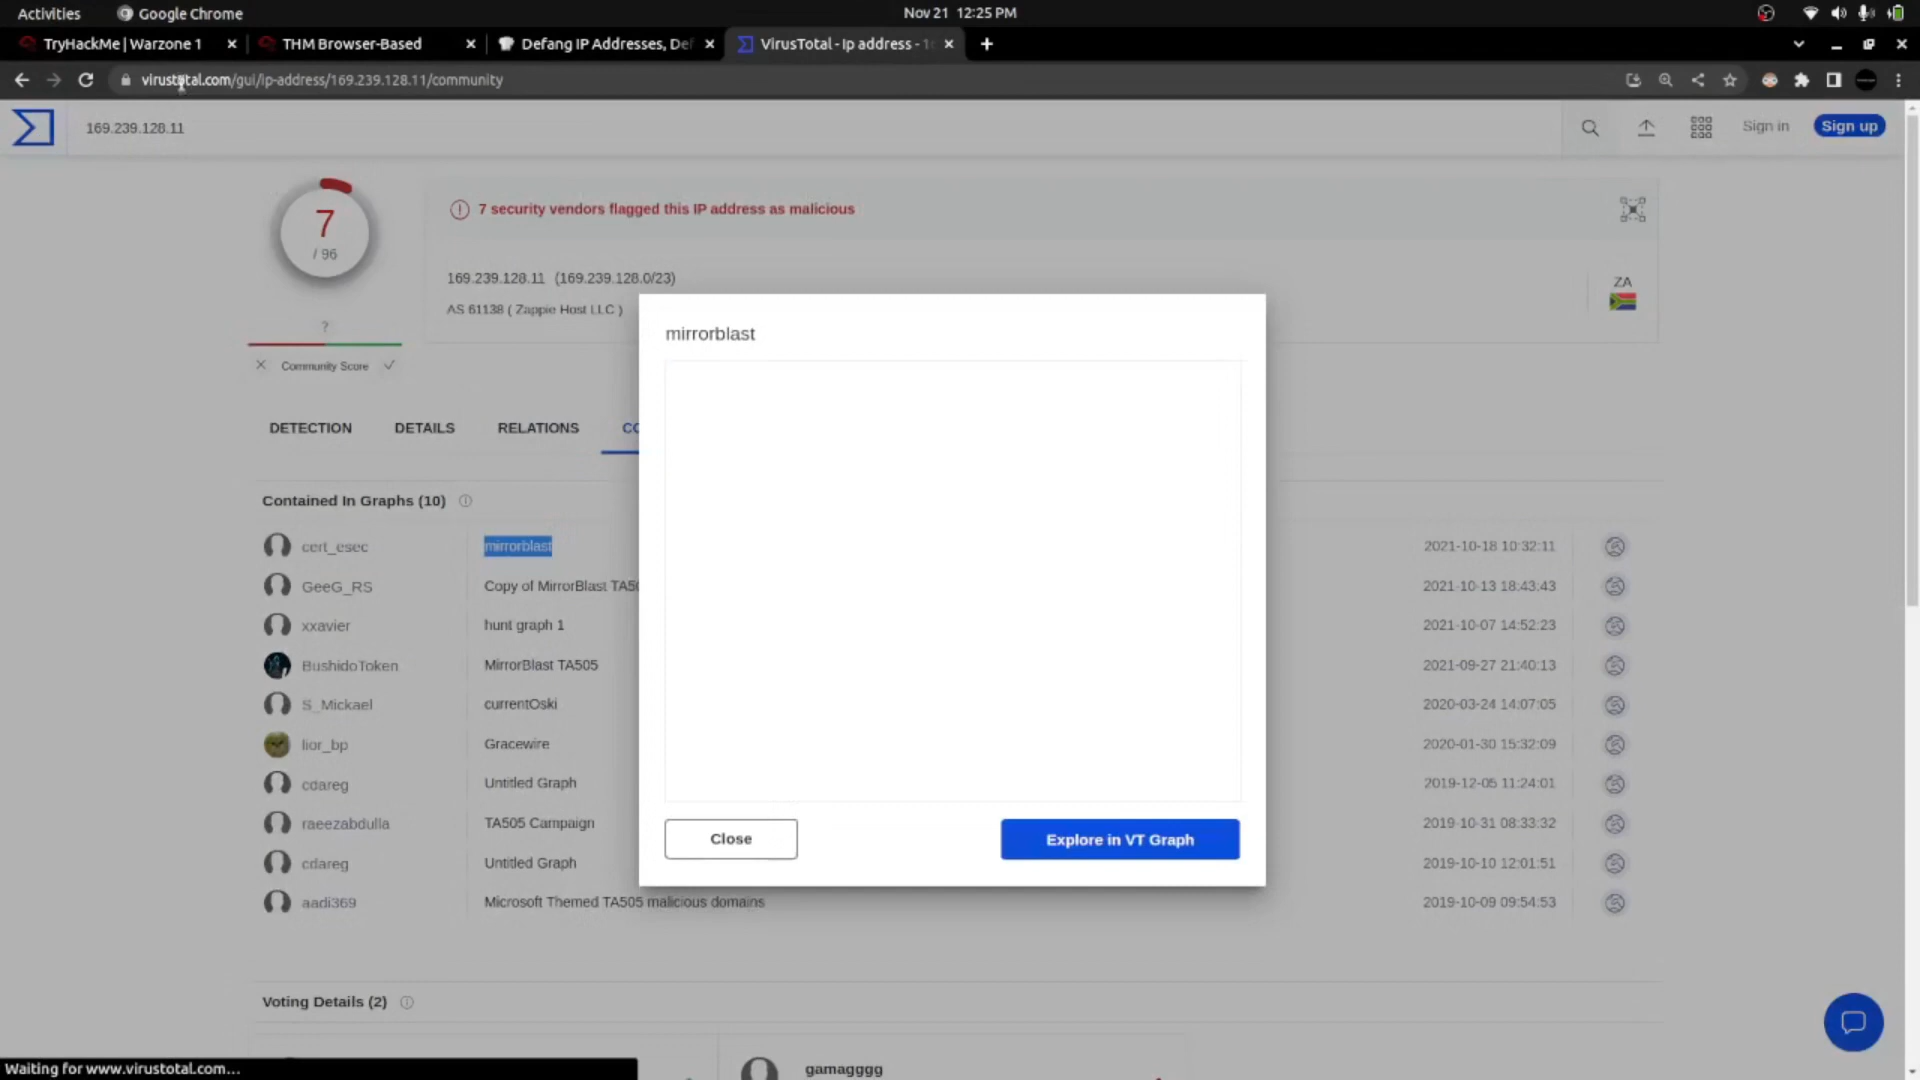 Activities Google Chrome Nov 21 12:25 PM
TryHackMe | Warzone 1 THM Browser-Based Defang IP Addresses, Def VirusTotal - Ip address - 1
virustotal.com/gui/ip-address/169.239.128.11/community
169.239.128.11 Sign in Sign up
7 security vendors flagged this IP address as malicious
7
/ 96
169.239.128.11 (169.239.128.0/23) ZA
AS 61138 ( Zappie Host LLC )
?
Community Score
mirrorblast
DETECTION DETAILS RELATIONS CO
Contained In Graphs (10)
cert_esec mirrorblast 2021-10-18 10:32:11
GeeG_RS Copy of MirrorBlast TA50 2021-10-13 18:43:43
xxavier hunt graph 1 2021-10-07 14:52:23
BushidoToken MirrorBlast TA505 2021-09-27 21:40:13
S_Mickael currentOski 2020-03-24 14:07:05
lior_bp Gracewire 2020-01-30 15:32:09
cdareg Untitled Graph 2019-12-05 11:24:01
raeezabdulla TA505 Campaign 2019-10-31 08:33:32
Close Explore in VT Graph
cdareg Untitled Graph 2019-10-10 12:01:51
aadi369 Microsoft Themed TA505 malicious domains 2019-10-09 09:54:53
Voting Details (2)
gamagggg
Waiting for www.virustotal.com...